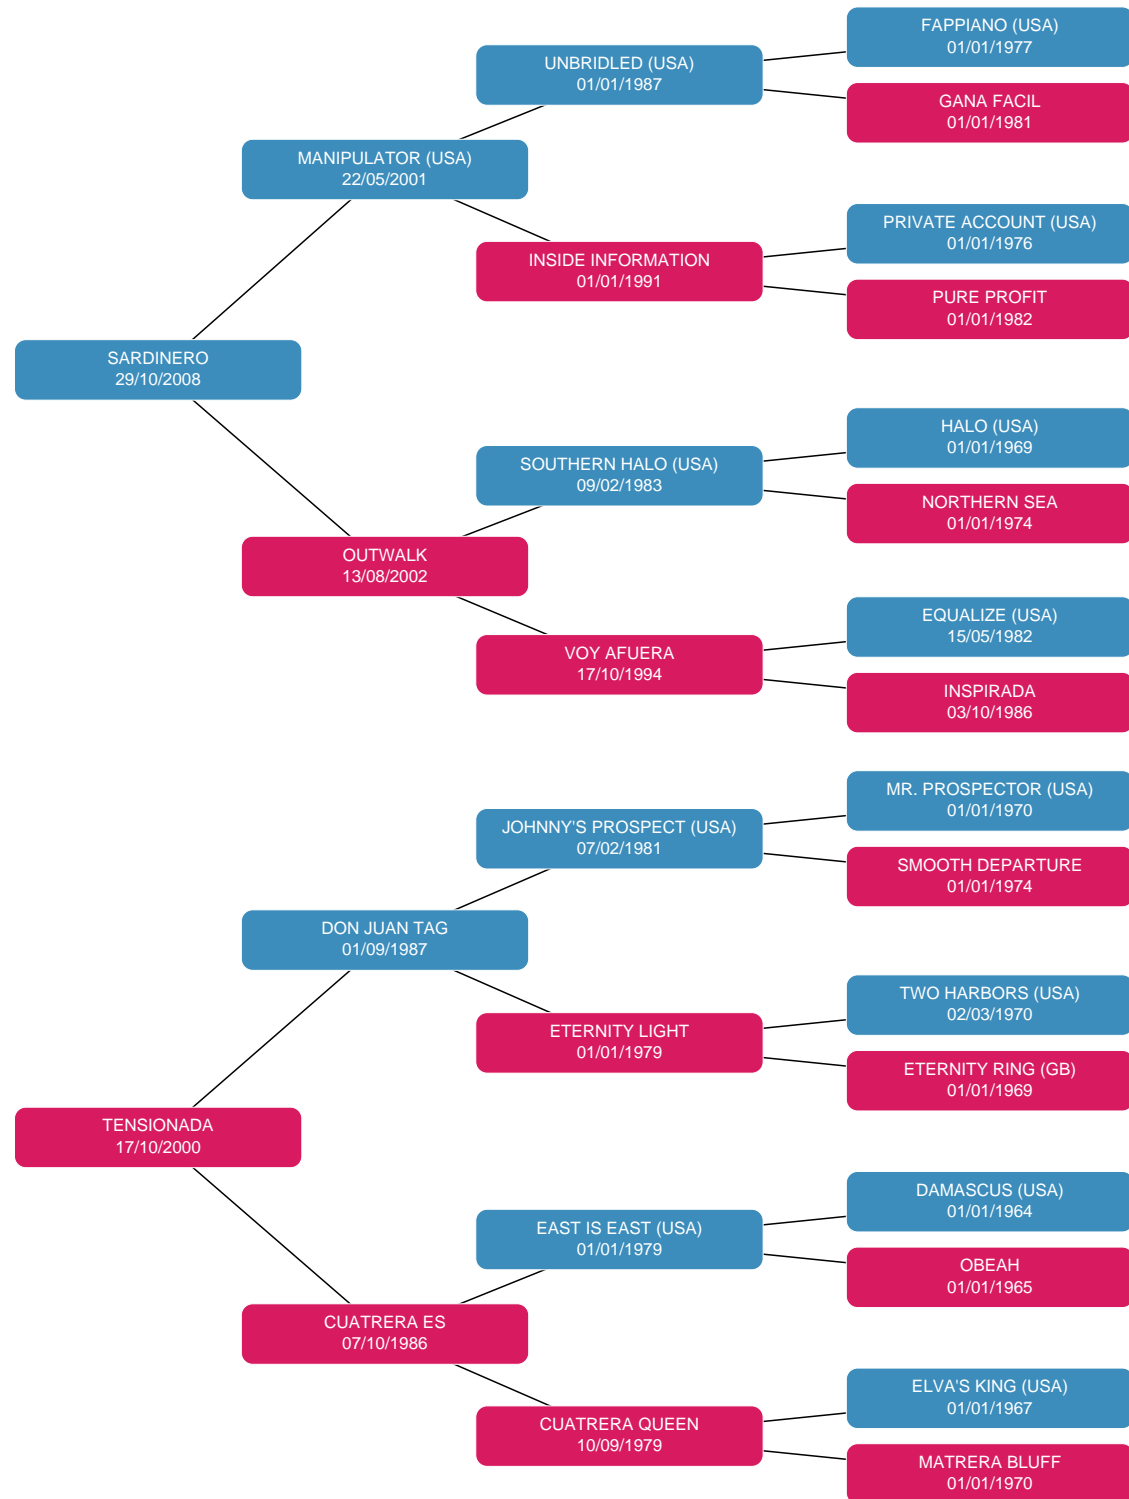 FAPPIANO (USA)
01/01/1977
UNBRIDLED (USA)
01/01/1987
GANA FACIL
01/01/1981
MANIPULATOR (USA)
22/05/2001
PRIVATE ACCOUNT (USA)
01/01/1976
INSIDE INFORMATION
01/01/1991
PURE PROFIT
01/01/1982
SARDINERO
29/10/2008
HALO (USA)
01/01/1969
SOUTHERN HALO (USA)
09/02/1983
NORTHERN SEA
01/01/1974
OUTWALK
13/08/2002
EQUALIZE (USA)
15/05/1982
VOY AFUERA
17/10/1994
INSPIRADA
03/10/1986
MR. PROSPECTOR (USA)
01/01/1970
JOHNNY'S PROSPECT (USA)
07/02/1981
SMOOTH DEPARTURE
01/01/1974
DON JUAN TAG
01/09/1987
TWO HARBORS (USA)
02/03/1970
ETERNITY LIGHT
01/01/1979
ETERNITY RING (GB)
01/01/1969
TENSIONADA
17/10/2000
DAMASCUS (USA)
01/01/1964
EAST IS EAST (USA)
01/01/1979
OBEAH
01/01/1965
CUATRERA ES
07/10/1986
ELVA'S KING (USA)
01/01/1967
CUATRERA QUEEN
10/09/1979
MATRERA BLUFF
01/01/1970